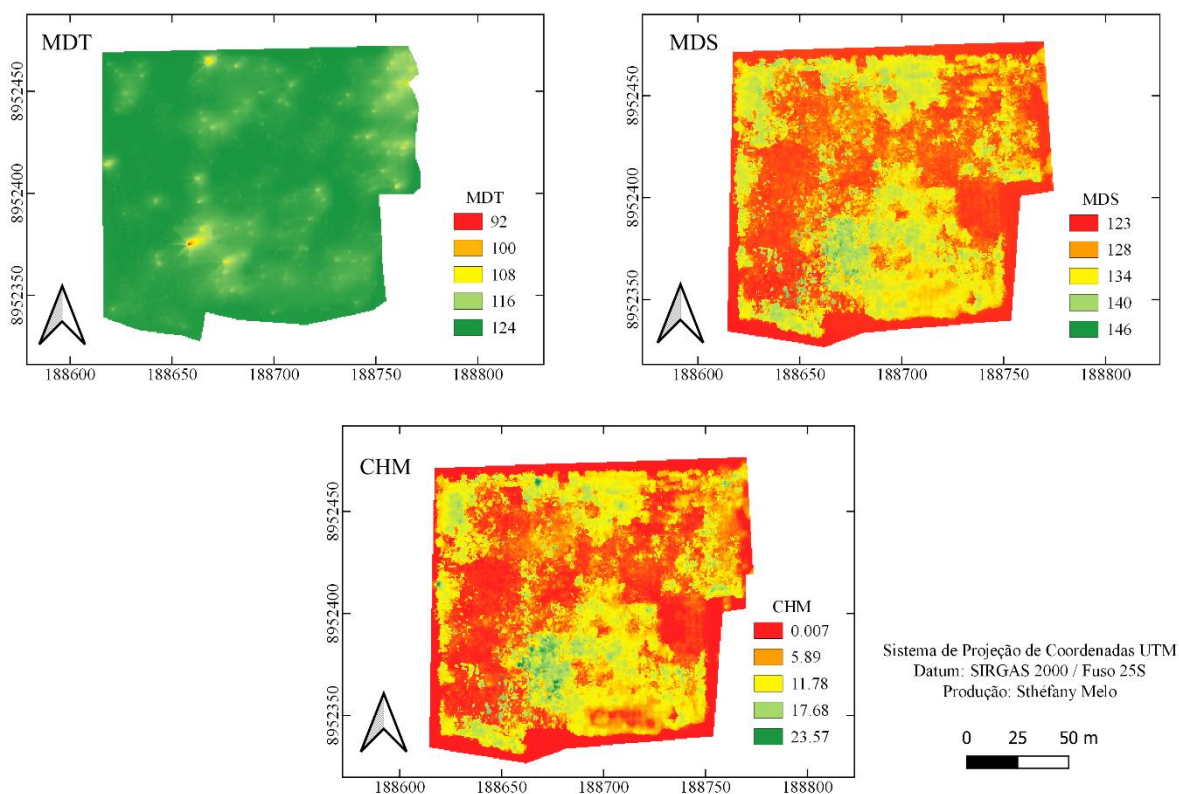 MDT
8952450
8952400
8952350
MDT
92
100
108
116
124
188600 188650 188700 188750 188800
MDS
8952450
8952400
8952350
MDS
123
128
134
140
146
188600 188650 188700 188750 188800
CHM
8952450
8952400
8952350
CHM
0.007
5.89
11.78
17.68
23.57
188600 188650 188700 188750 188800
Sistema de Projeção de Coordenadas UTM
Datum: SIRGAS 2000 / Fuso 25S
Produção: Sthéfany Melo
0 25 50 m